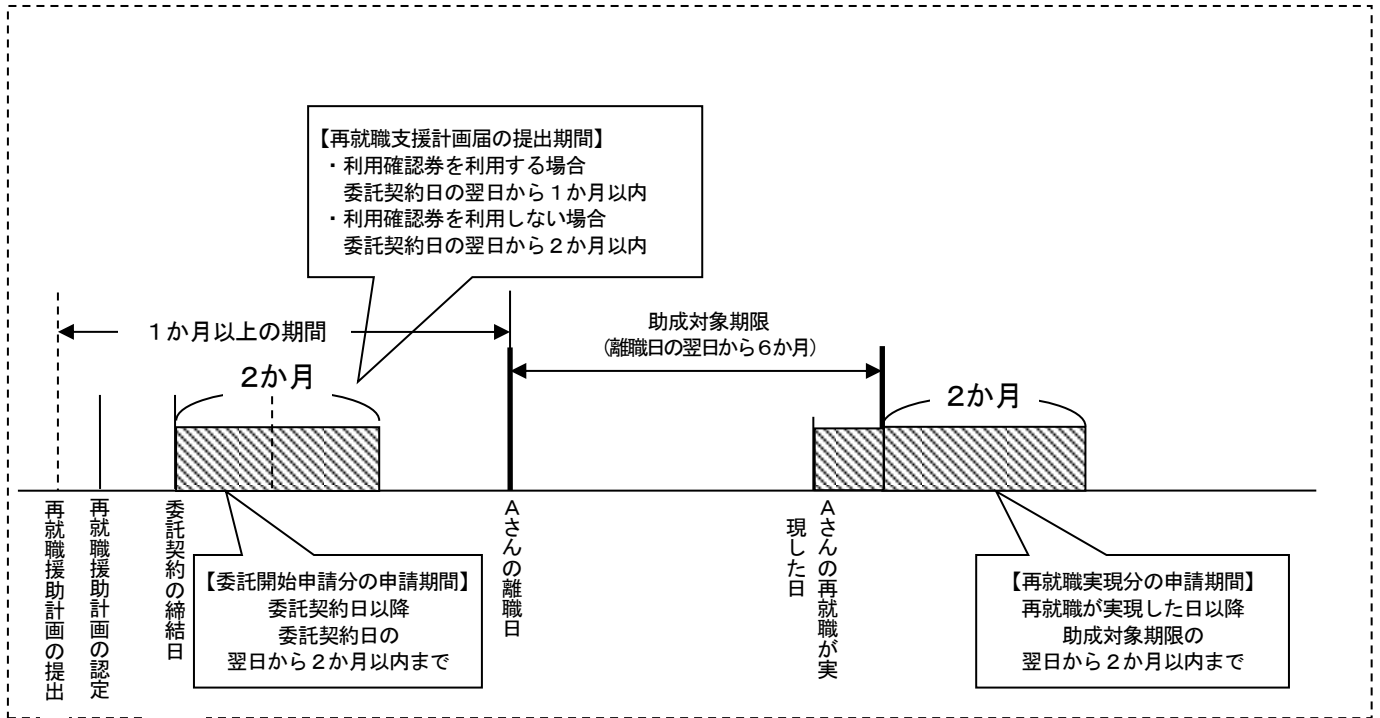 【再就職支援計画届の提出期間】
・利用確認券を利用する場合
委託契約日の翌日から１か月以内
・利用確認券を利用しない場合
委託契約日の翌日から２か月以内
１か月以上の期間
助成対象期限
（離職日の翌日から６か月）
２か月
２か月
再就職援助計画の提出
再就職援助計画の認定
委託契約の締結日
Ａさんの離職日
Ａさんの再就職が実
現した日
【委託開始申請分の申請期間】
委託契約日以降
委託契約日の
翌日から２か月以内まで
【再就職実現分の申請期間】
再就職が実現した日以降
助成対象期限の
翌日から２か月以内まで